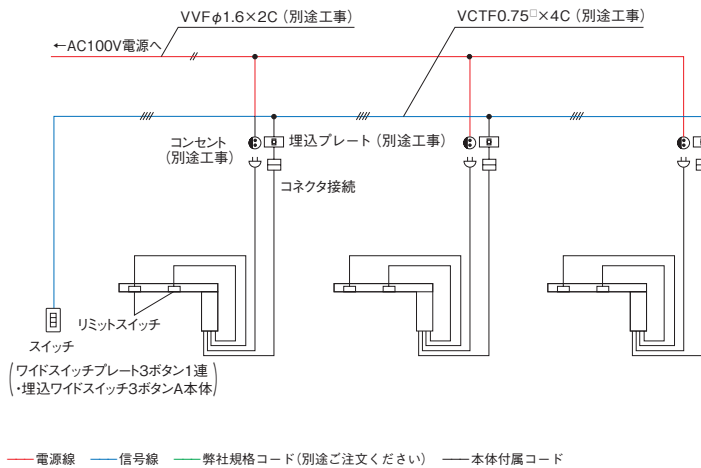 VVFφ1.6×2C（別途工事）
VCTF0.75□×4C（別途工事）
←AC100V電源へ
コンセント
（別途工事）
埋込プレート（別途工事）
コネクタ接続
リミットスイッチ
スイッチ
（ワイドスイッチプレート3ボタン1連
・埋込ワイドスイッチ3ボタンA本体）
電源線 信号線 弊社規格コード（別途ご注文ください） 本体付属コード